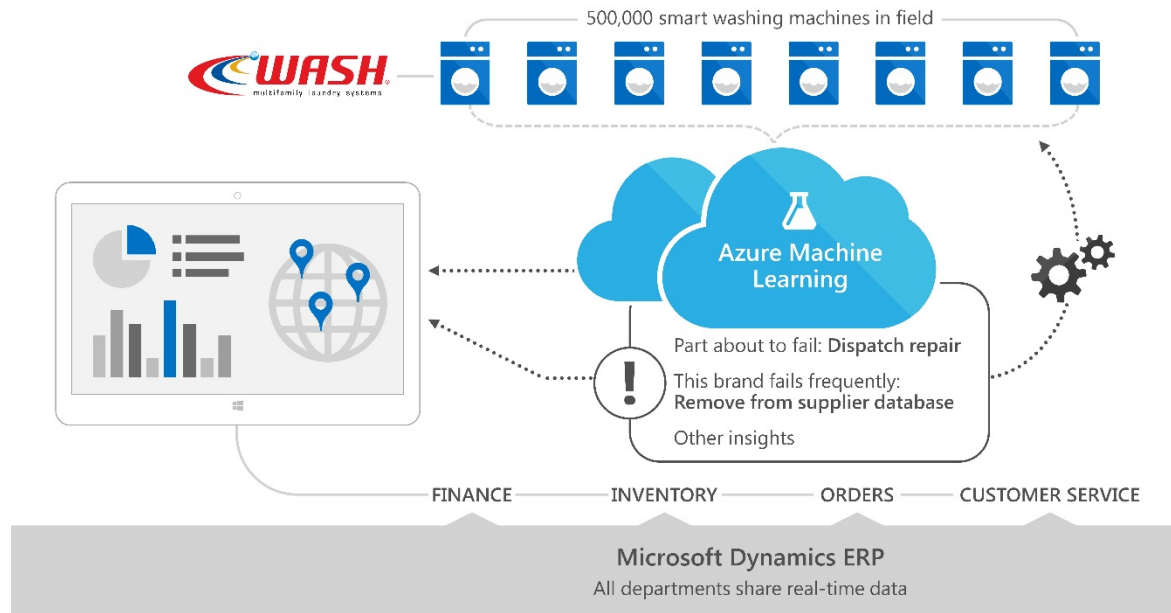 500,000 smart washing machines in field
WASH
multifamily laundry systems
Azure Machine
Learning
Part about to fail: Dispatch repair
!
This brand fails frequently:
Remove from supplier database
Other insights
FINANCE INVENTORY ORDERS CUSTOMER SERVICE
Microsoft Dynamics ERP
All departments share real-time data